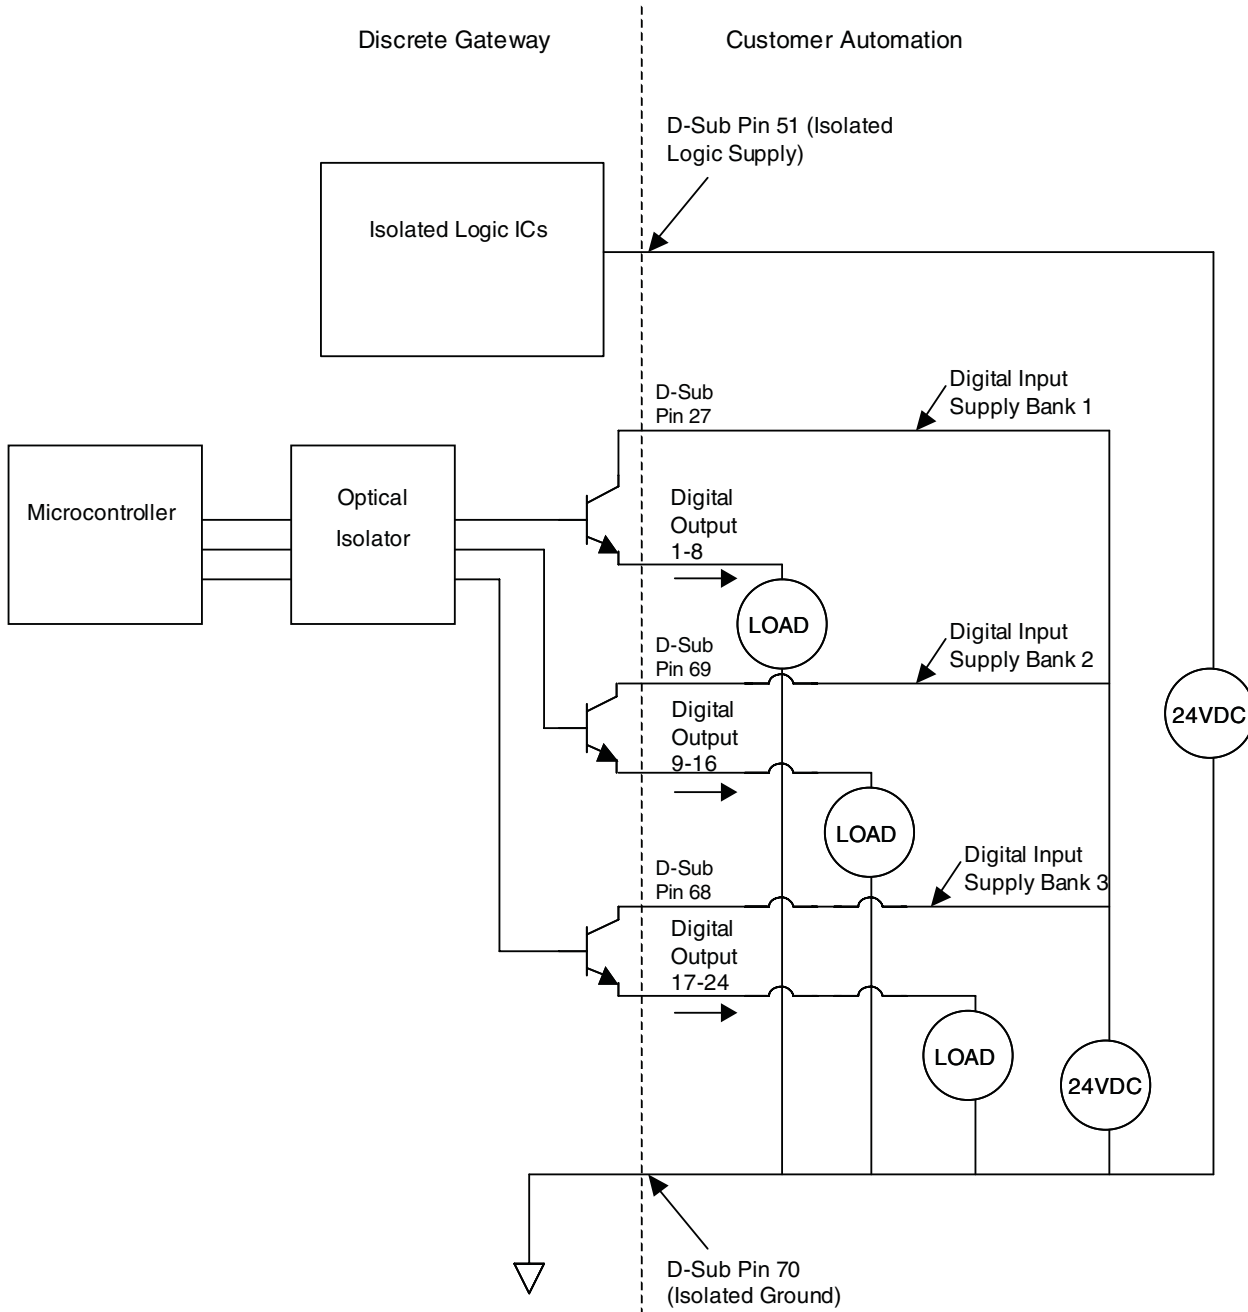 Discrete Gateway
Customer Automation
D-Sub Pin 51 (Isolated
Logic Supply)
Isolated Logic ICs
D-Sub
Pin 27
Digital Input
Supply Bank 1
Microcontroller
Optical
Isolator
Digital
Output
1-8
LOAD
D-Sub
Pin 69
Digital Input
Supply Bank 2
24VDC
Digital
Output
9-16
LOAD
D-Sub
Pin 68
Digital Input
Supply Bank 3
Digital
Output
17-24
LOAD
24VDC
D-Sub Pin 70
(Isolated Ground)